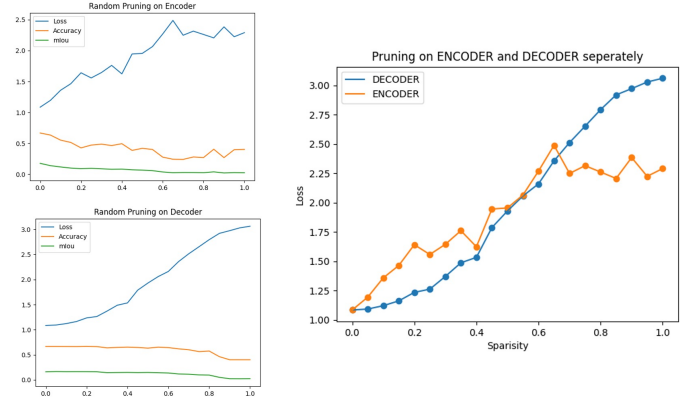 Random Pruning on Encoder
Loss
Accuracy
mIou
2.5
2.0
1.5
1.0
0.5
0.0
0.0 0.2 0.4 0.6 0.8 1.0
Random Pruning on Decoder
Loss
Accuracy
mIou
3.0
2.5
2.0
1.5
1.0
0.5
0.0
0.0 0.2 0.4 0.6 0.8 1.0
Pruning on ENCODER and DECODER seperately
DECODER
ENCODER
3.00
2.75
2.50
2.25
2.00
1.75
1.50
1.25
1.00
Loss
0.0 0.2 0.4 0.6 0.8 1.0
Sparisity